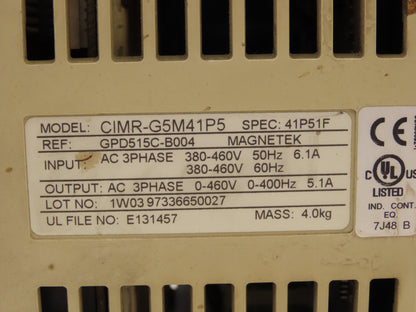 MODEL: CIMR-G5M41P5 SPEC: 41P51F
REF: GPD515C-B004 MAGNETEK
INPUT: AC 3PHASE 380-460V 50Hz 6.1A
380-460V 60Hz
OUTPUT: AC 3PHASE 0-460V 0-400Hz 5.1A
LOT NO: 1W03 97336650027
MASS: 4.0kg
UL FILE NO: E131457
CE
C UL US
LISTED
IND. CONT.
EQ
7J48 B